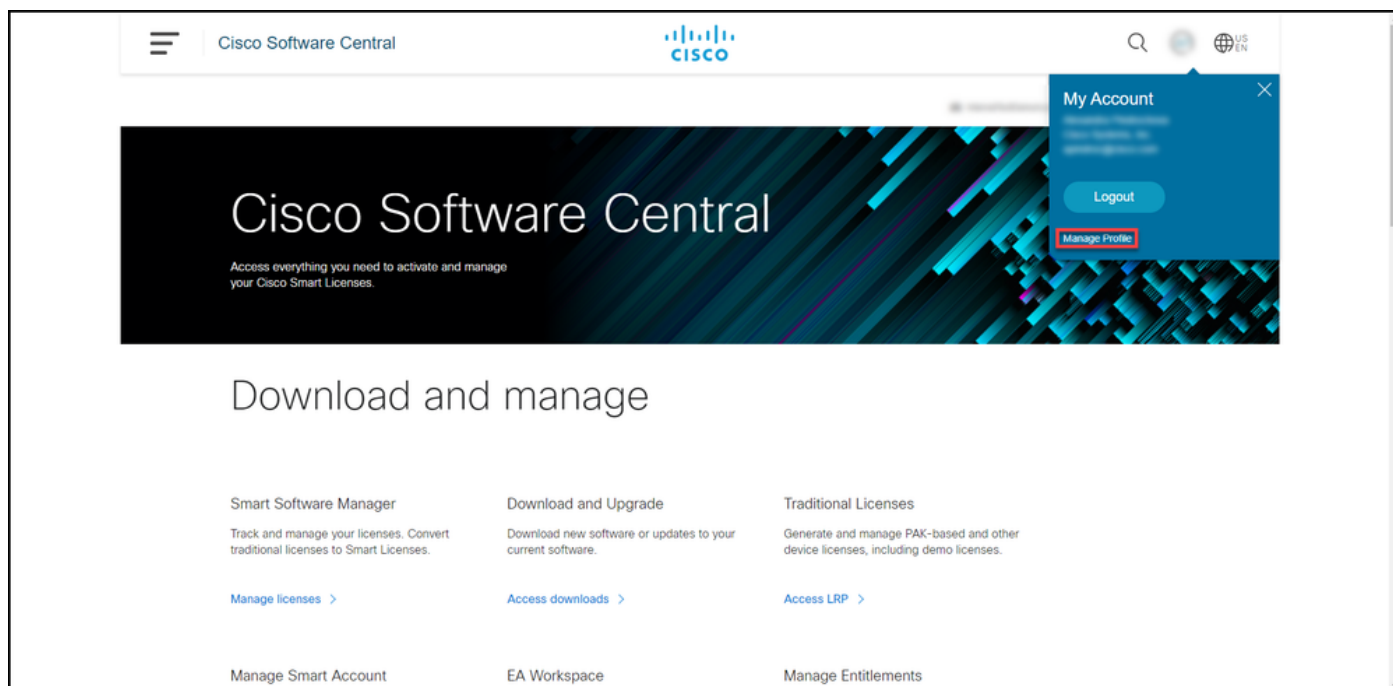 Cisco Software Central
CISCO
US
EN
My Account
Logout
Manage Profile
Cisco Software Central
Access everything you need to activate and manage
your Cisco Smart Licenses.
Download and manage
Smart Software Manager
Track and manage your licenses. Convert
traditional licenses to Smart Licenses.
Manage licenses
Download and Upgrade
Download new software or updates to your
current software.
Access downloads
Traditional Licenses
Generate and manage PAK-based and other
device licenses, including demo licenses.
Access LRP
Manage Smart Account
EA Workspace
Manage Entitlements